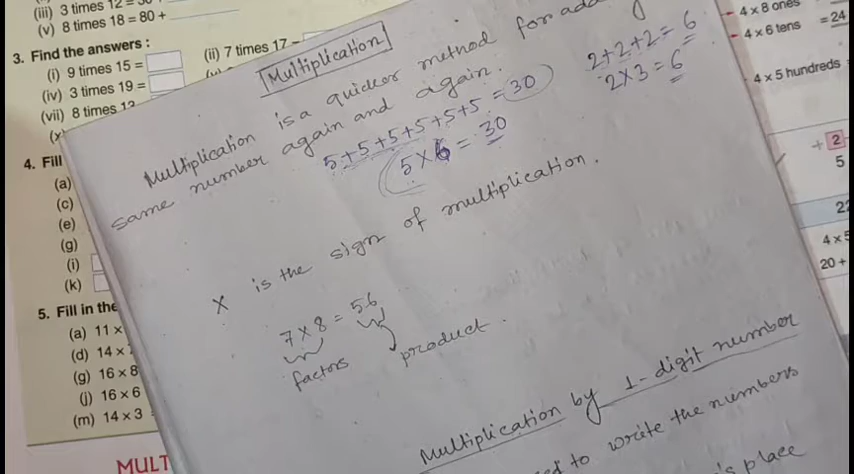 (iii) 3 times 12 =
(v) 8 times 18 = 80 +
3. Find the answers :
(i) 9 times 15 =
(ii) 7 times 17 =
(iv) 3 times 19 =
(vii) 8 times
4. Fill
(a)
(c)
(e)
(g)
(i)
(k)
5. Fill in the
(a) 11 ×
(d) 14 ×
(g) 16 × 8
(j) 16 × 6
(m) 14 × 3
MULT
Multiplication
Multiplication is a quicker method for
same number again and again.
5+5+5+5+5+5 = 30
5×6 = 30
2+2+2 = 6
2×3 = 6
X is the sign of multiplication.
7×8 = 56
factors product.
Multiplication by 1-digit number
to write the numbers
place
4 × 8 ones
4 × 6 tens = 24
4 × 5 hundreds =
+ 2
5
22
4 × 5
20 +